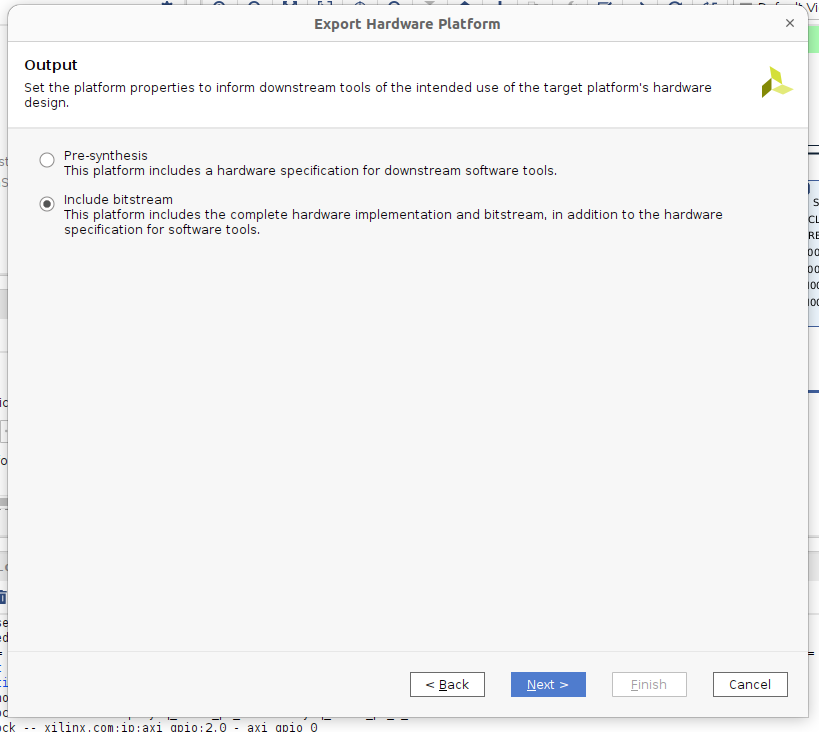 Export Hardware Platform
Output
Set the platform properties to inform downstream tools of the intended use of the target platform's hardware
design.
Pre-synthesis
This platform includes a hardware specification for downstream software tools.
Include bitstream
This platform includes the complete hardware implementation and bitstream, in addition to the hardware
specification for software tools.
< Back
Next >
Finish
Cancel
ock -- xilinx.com:ip:axi_gpio:2.0 - axi_gpio_0